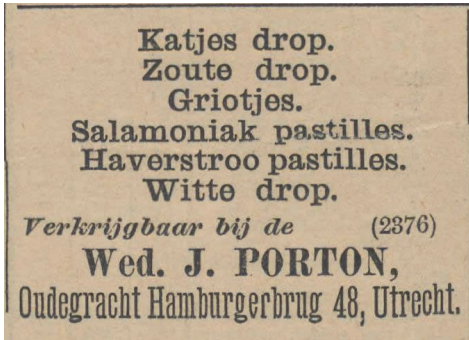 Katjes drop.
Zoute drop.
Griotjes.
Salamoniak pastilles.
Haverstroo pastilles.
Witte drop.
Verkrijgbaar bij de (2376)
Wed. J. PORTON,
Oudegracht Hamburgerbrug 48, Utrecht.